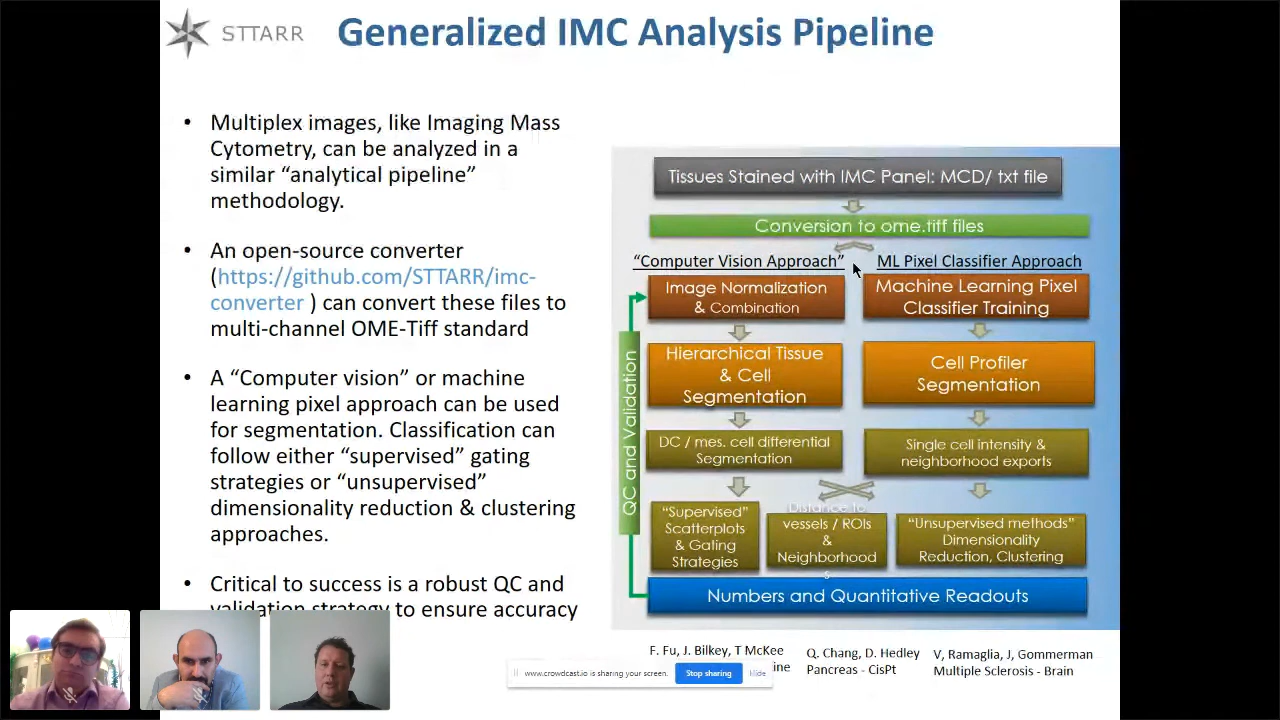 STTARR
Generalized IMC Analysis Pipeline
• Multiplex images, like Imaging Mass
Cytometry, can be analyzed in a
similar “analytical pipeline”
methodology.
• An open-source converter
(https://github.com/STTARR/imc-
converter ) can convert these files to
multi-channel OME-Tiff standard
• A “Computer vision” or machine
learning pixel approach can be used
for segmentation. Classification can
follow either “supervised” gating
strategies or “unsupervised”
dimensionality reduction & clustering
approaches.
• Critical to success is a robust QC and
validation strategy to ensure accuracy
Tissues Stained with IMC Panel: MCD/ txt file
Conversion to ome.tiff files
“Computer Vision Approach”
ML Pixel Classifier Approach
Image Normalization
& Combination
Machine Learning Pixel
Classifier Training
Hierarchical Tissue
& Cell
Segmentation
Cell Profiler
Segmentation
DC / mes. cell differential
Segmentation
Single cell intensity &
neighborhood exports
QC and Validation
“Supervised”
Scatterplots
& Gating
Strategies
Distance to
vessels / ROIs
&
Neighborhood
s
“Unsupervised methods”
Dimensionality
Reduction, Clustering
Numbers and Quantitative Readouts
F. Fu, J. Bilkey, T McKee
Q. Chang, D. Hedley
Pancreas - CisPt
V, Ramaglia, J, Gommerman
Multiple Sclerosis - Brain
www.crowdcast.io is sharing your screen.
Stop sharing
Hide